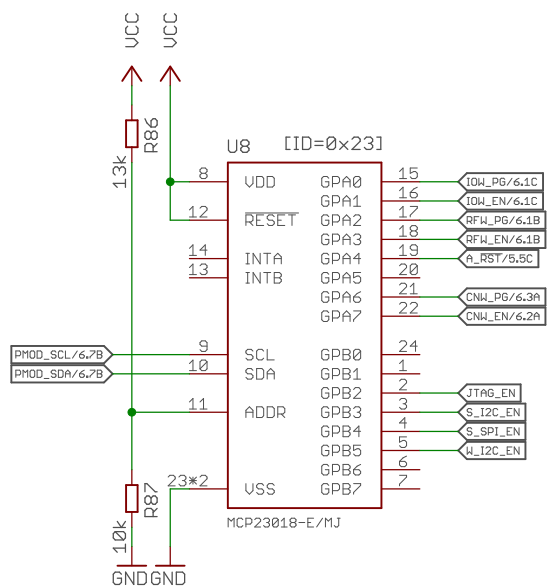 VCC
VCC
R86
13k
U8
[ID=0x23]
8
VDD
GPA0
15
IOW_PG/6.1C
GPA1
16
IOW_EN/6.1C
12
RESET
GPA2
17
RFW_PG/6.1B
GPA3
18
RFW_EN/6.1B
14
INTA
GPA4
19
A_RST/5.5C
13
INTB
GPA5
20
GPA6
21
CNW_PG/6.3A
GPA7
22
CNW_EN/6.2A
PMOD_SCL/6.7B
9
SCL
GPB0
24
PMOD_SDA/6.7B
10
SDA
GPB1
1
GPB2
2
JTAG_EN
11
ADDR
GPB3
3
S_I2C_EN
GPB4
4
S_SPI_EN
GPB5
5
W_I2C_EN
GPB6
6
23*2
VSS
GPB7
7
R87
10k
MCP23018-E/MJ
GND
GND